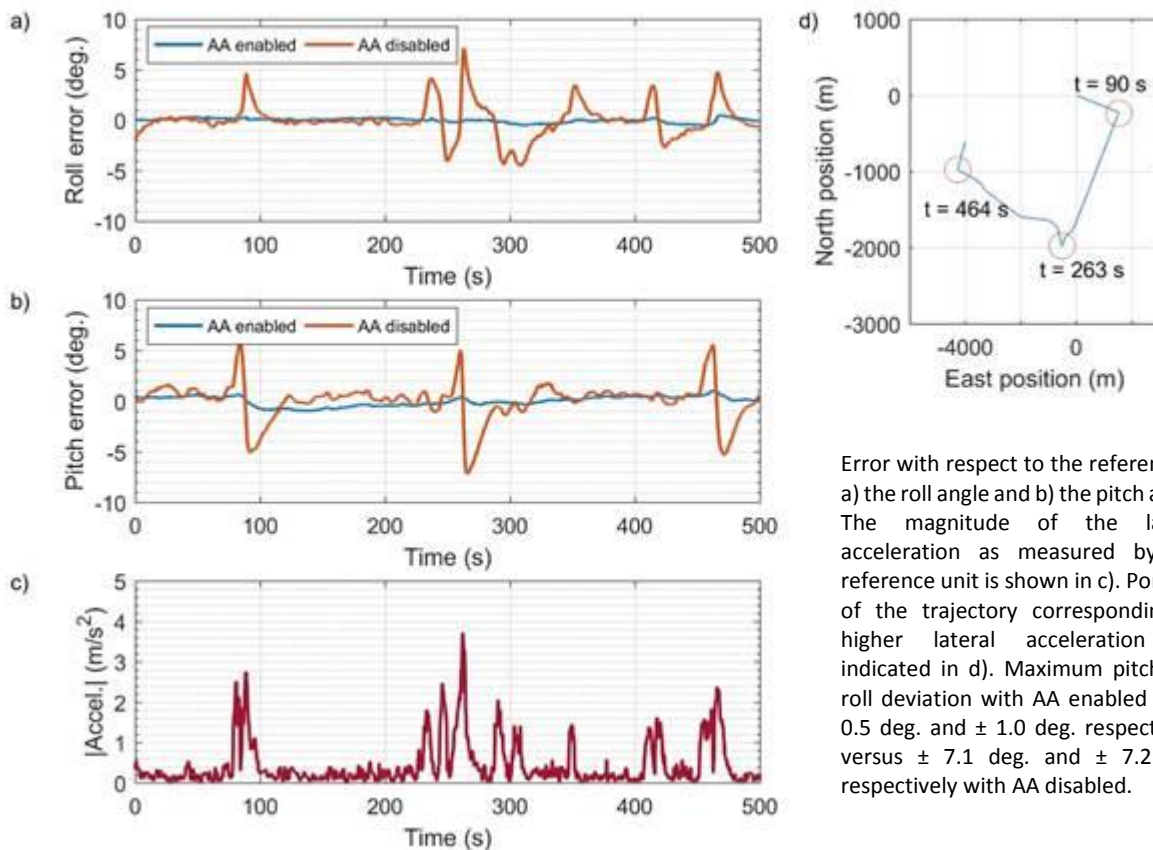 a)
10
5
0
-5
-10
Roll error (deg.)
AA enabled
AA disabled
0
100
200
300
400
500
Time (s)
b)
10
5
0
-5
-10
Pitch error (deg.)
AA enabled
AA disabled
0
100
200
300
400
500
Time (s)
c)
5
4
3
2
1
0
|Accel.| (m/s²)
0
100
200
300
400
500
Time (s)
d)
1000
0
-1000
-2000
-3000
North position (m)
t = 90 s
t = 464 s
t = 263 s
-4000
0
East position (m)
Error with respect to the
a) the roll angle and b) the pitch
The magnitude of the
acceleration as measured by
reference unit is shown in c).
of the trajectory
higher lateral acceleration
indicated in d). Maximum
roll deviation with AA enabled
0.5 deg. and ± 1.0 deg.
versus ± 7.1 deg. and ± 7.2
respectively with AA disabled.